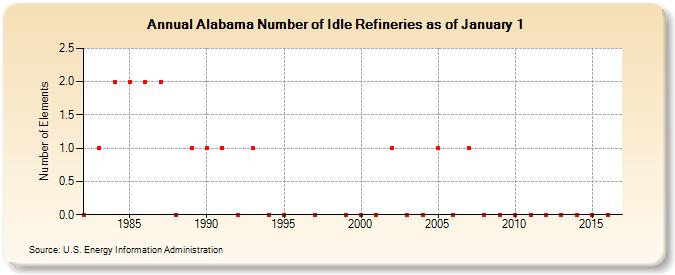 Annual Alabama Number of Idle Refineries as of January 1
Number of Elements
2.5
2.0
1.5
1.0
0.5
0.0
1985 1990 1995 2000 2005 2010 2015
Source: U.S. Energy Information Administration